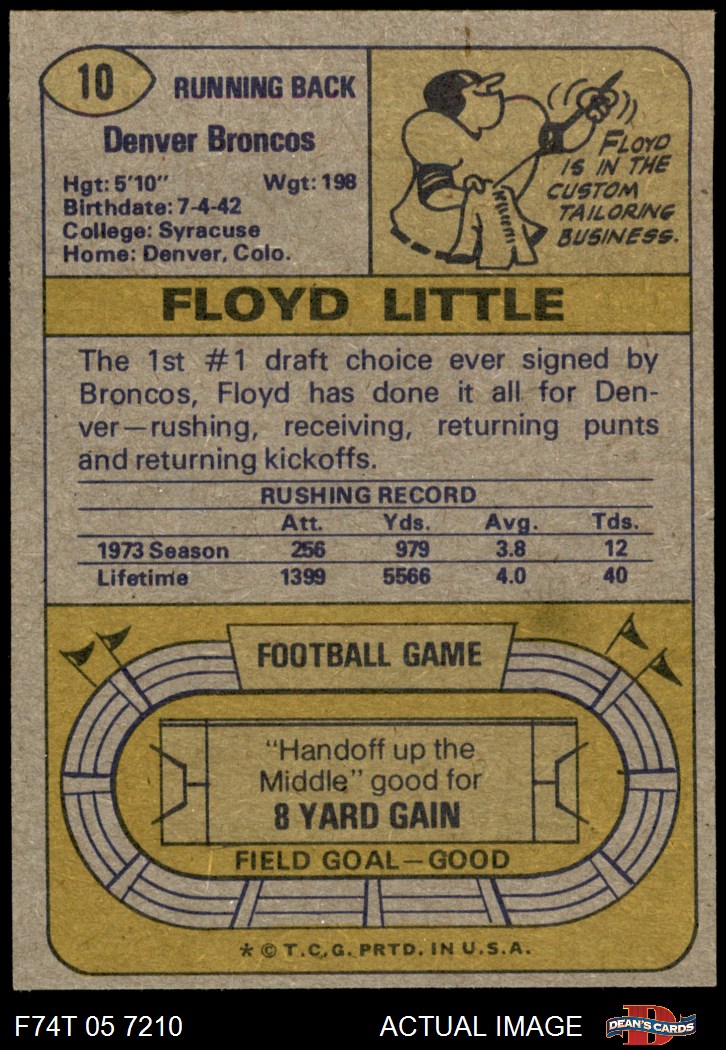 10
RUNNING BACK
Denver Broncos
Hgt: 5'10" Wgt: 198
Birthdate: 7-4-42
College: Syracuse
Home: Denver, Colo.
FLOYD
IS IN THE
CUSTOM
TAILORING
BUSINESS.
FLOYD LITTLE
The 1st #1 draft choice ever signed by
Broncos, Floyd has done it all for Den-
ver—rushing, receiving, returning punts
and returning kickoffs.
RUSHING RECORD
Att. Yds. Avg. Tds.
1973 Season 256 979 3.8 12
Lifetime 1399 5566 4.0 40
FOOTBALL GAME
"Handoff up the
Middle" good for
8 YARD GAIN
FIELD GOAL—GOOD
* © T.C.G. PRTD. IN U.S.A.
F74T 05 7210 ACTUAL IMAGE D DEAN'S CARDS